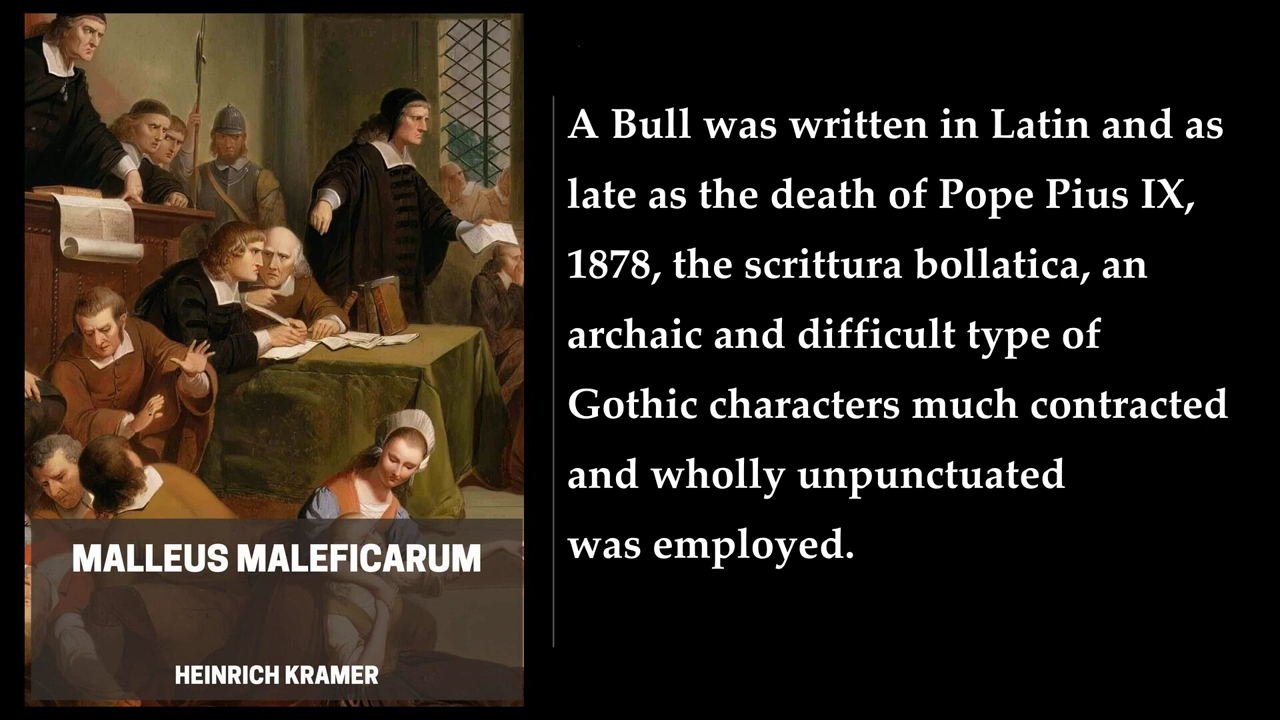 MALLEUS MALEFICARUM
HEINRICH KRAMER
A Bull was written in Latin and as
late as the death of Pope Pius IX,
1878, the scrittura bollatica, an
archaic and difficult type of
Gothic characters much contracted
and wholly unpunctuated
was employed.